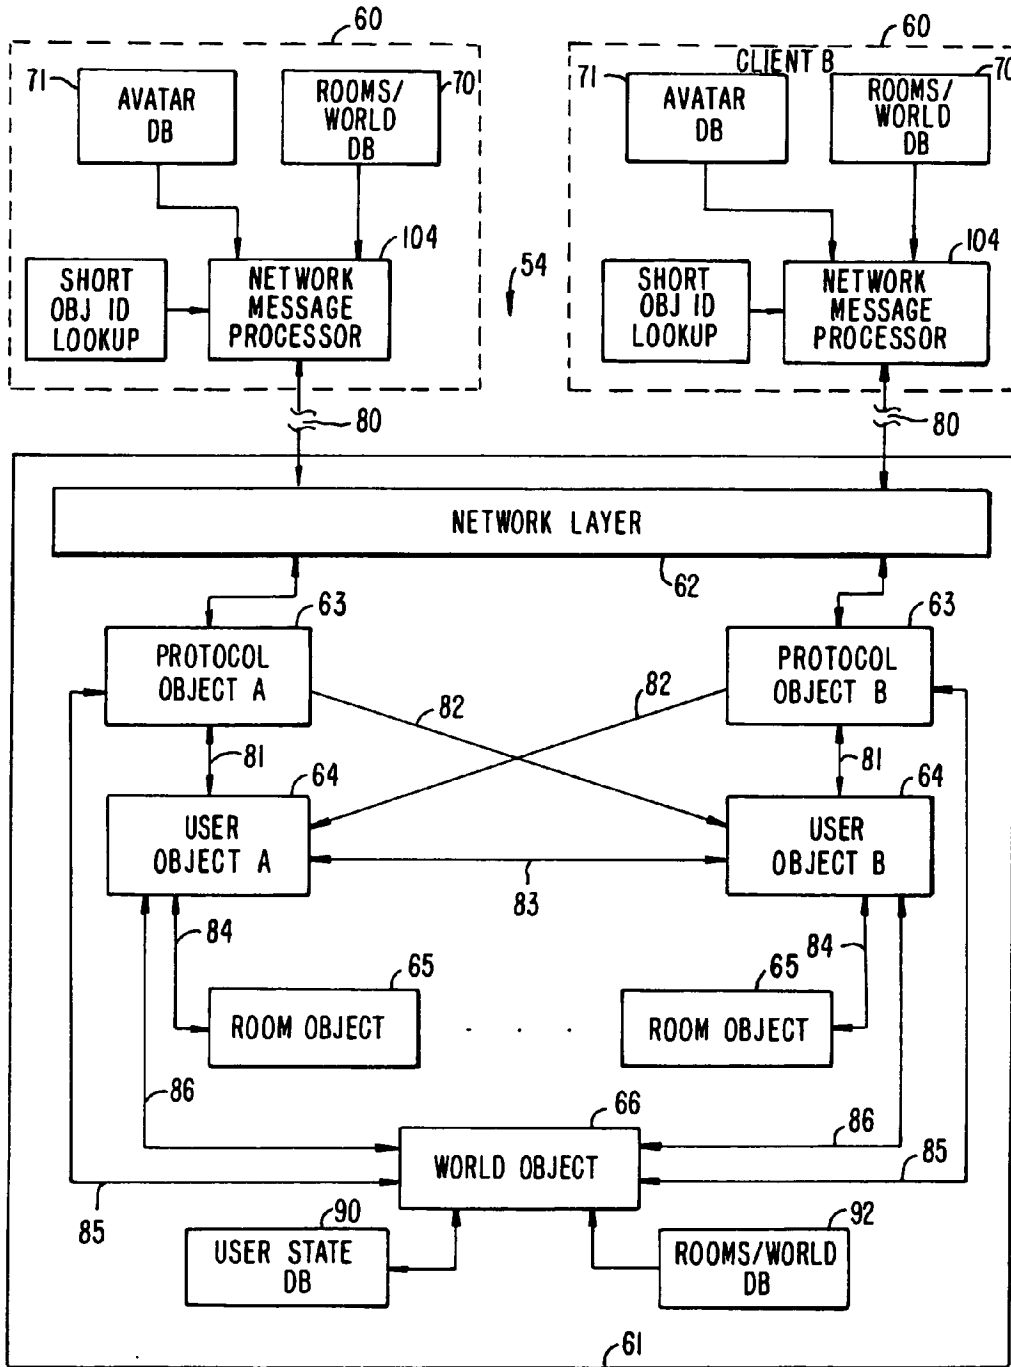 60
60
CLIENT B
71
AVATAR
DB
ROOMS/
WORLD
DB
70
71
AVATAR
DB
ROOMS/
WORLD
DB
70
SHORT
OBJ ID
LOOKUP
NETWORK
MESSAGE
PROCESSOR
104
54
SHORT
OBJ ID
LOOKUP
NETWORK
MESSAGE
PROCESSOR
104
80
80
NETWORK LAYER
62
63
PROTOCOL
OBJECT A
63
PROTOCOL
OBJECT B
82
82
81
81
64
USER
OBJECT A
64
USER
OBJECT B
83
84
84
65
ROOM OBJECT
. . .
65
ROOM OBJECT
86
86
66
WORLD OBJECT
85
85
90
USER STATE
DB
92
ROOMS/WORLD
DB
61